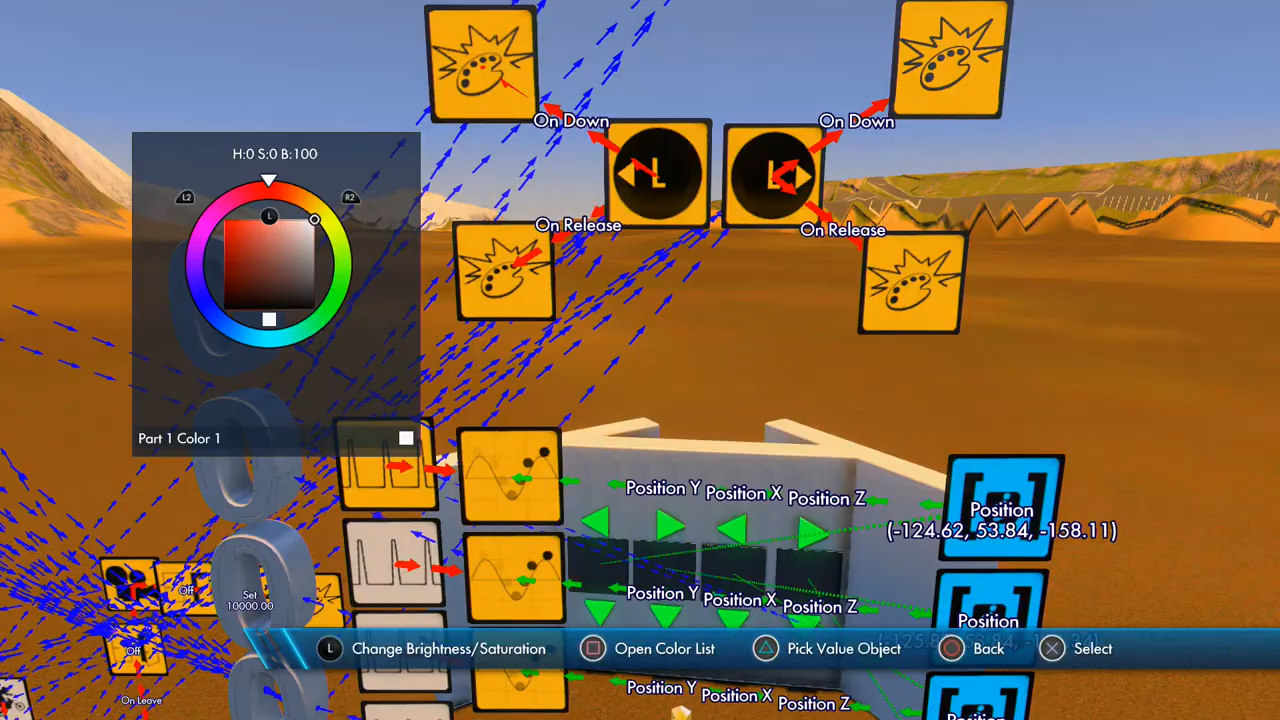 On Down
On Down
H:0 S:0 B:100
L2
R2
L
L
L
On Release
On Release
Part 1 Color 1
Position Y
Position X
Position Z
Position
(-124.62, 53.84, -158.11)
Off
Set
10000.00
Position Y
Position X
Position Z
Position
Off
L
Change Brightness/Saturation
Open Color List
Pick Value Object
Back
Select
On Leave
Position Y
Position X
Position Z
Position